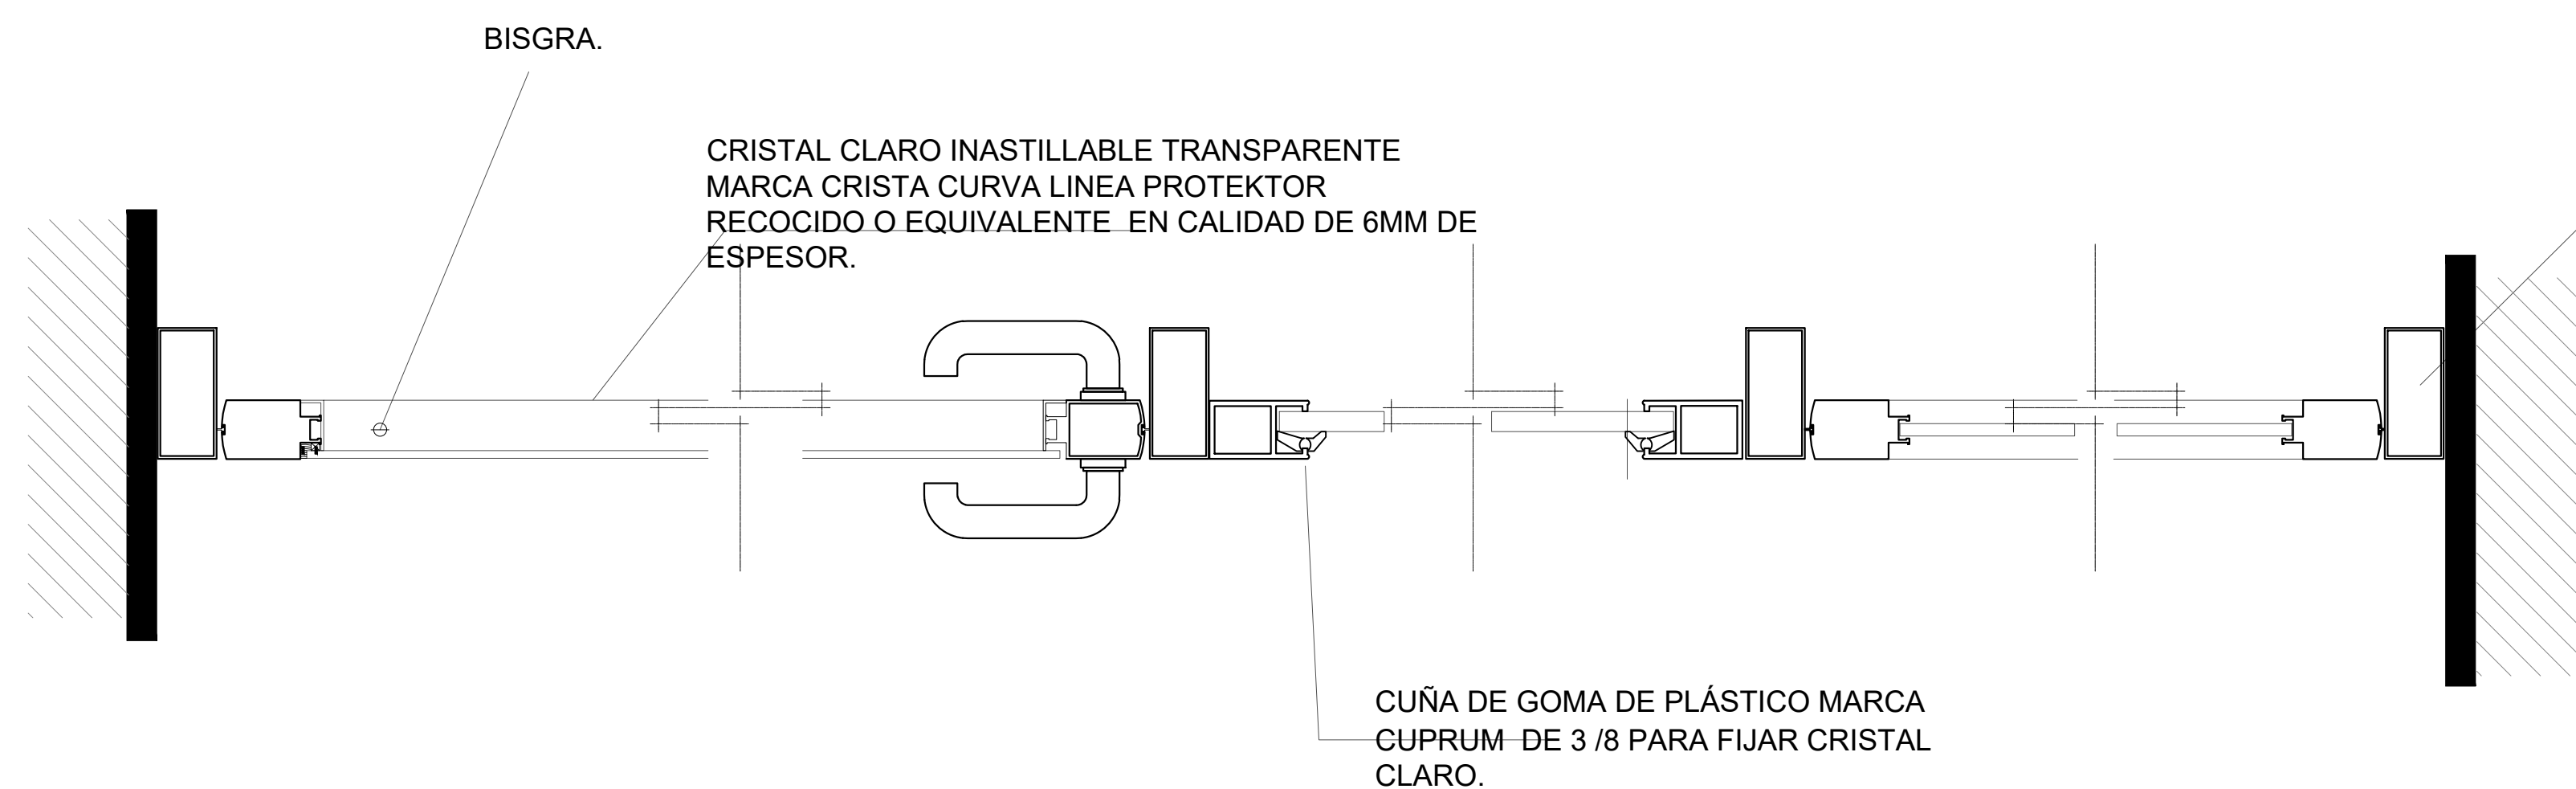 BISGRA.
CRISTAL CLARO INASTILLABLE TRANSPARENTE
MARCA CRISTA CURVA LINEA PROTEKTOR
RECOCIDO O EQUIVALENTE EN CALIDAD DE 6MM DE
ESPESOR.
CUÑA DE GOMA DE PLÁSTICO MARCA
CUPRUM DE 3 /8 PARA FIJAR CRISTAL
CLARO.